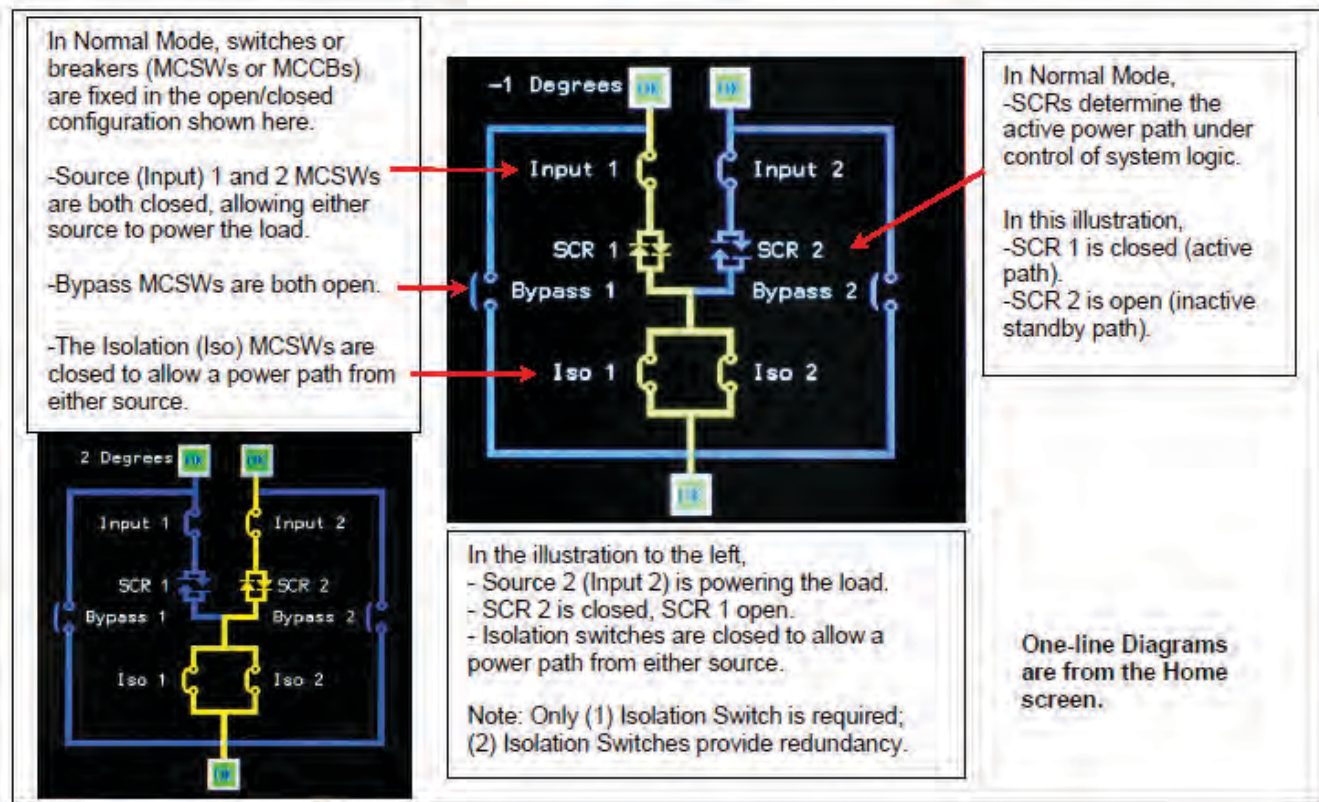 In Normal Mode, switches or
breakers (MCSWs or MCCBs)
are fixed in the open/closed
configuration shown here.
-Source (Input) 1 and 2 MCSWs
are both closed, allowing either
source to power the load.
-Bypass MCSWs are both open.
-The Isolation (Iso) MCSWs are
closed to allow a power path from
either source.
-1 Degrees OK OK
Input 1 Input 2
SCR 1 SCR 2
Bypass 1 Bypass 2
Iso 1 Iso 2
OK
In Normal Mode,
-SCRs determine the
active power path under
control of system logic.
In this illustration,
-SCR 1 is closed (active
path).
-SCR 2 is open (inactive
standby path).
2 Degrees OK OK
Input 1 Input 2
SCR 1 SCR 2
Bypass 1 Bypass 2
Iso 1 Iso 2
OK
In the illustration to the left,
- Source 2 (Input 2) is powering the load.
- SCR 2 is closed, SCR 1 open.
- Isolation switches are closed to allow a
power path from either source.
Note: Only (1) Isolation Switch is required;
(2) Isolation Switches provide redundancy.
One-line Diagrams
are from the Home
screen.